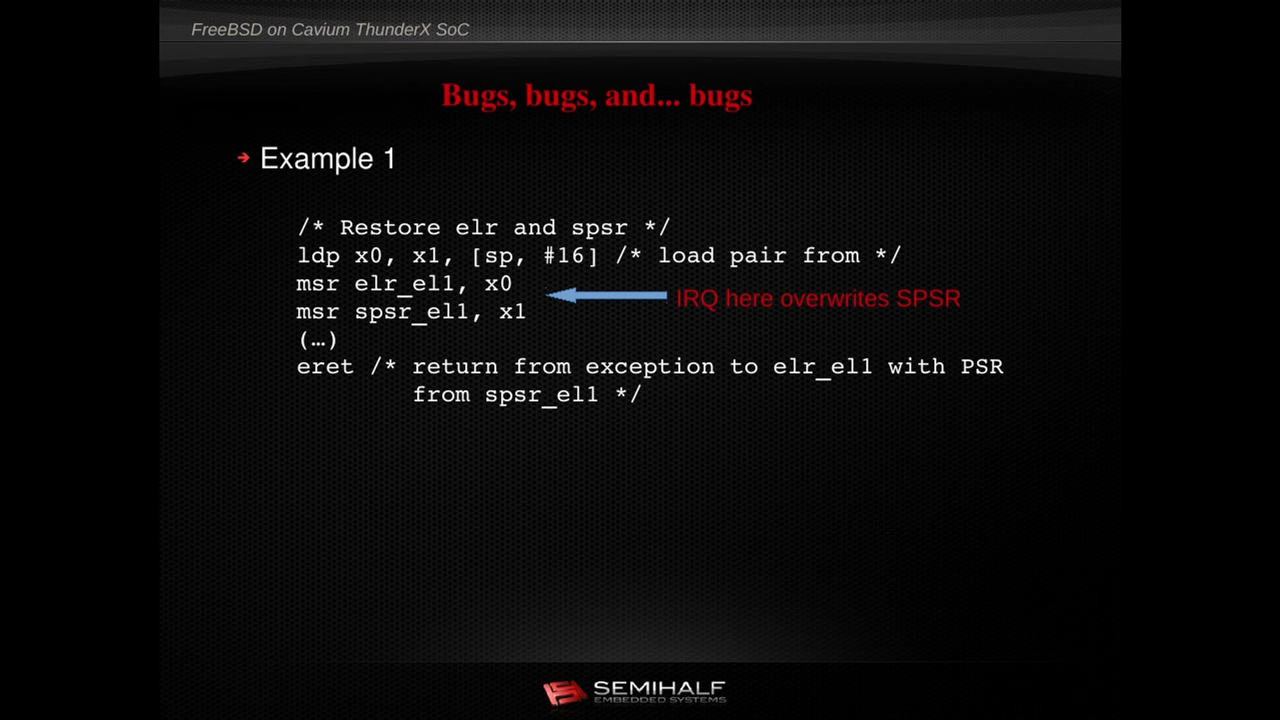 FreeBSD on Cavium ThunderX SoC
Bugs, bugs, and... bugs
Example 1
/* Restore elr and spsr */
ldp x0, x1, [sp, #16] /* load pair from */
msr elr_el1, x0
IRQ here overwrites SPSR
msr spsr_el1, x1
(…)
eret /* return from exception to elr_el1 with PSR
from spsr_el1 */
SEMIHALF
EMBEDDED SYSTEMS